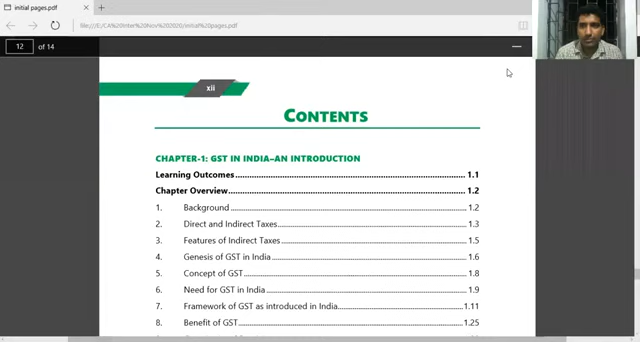 initial pages.pdf
file:///E:/CA%20Inter%20Nov%202020/initial%20pages.pdf
12 of 14
xii
CONTENTS
CHAPTER-1: GST IN INDIA–AN INTRODUCTION
Learning Outcomes 1.1
Chapter Overview 1.2
1. Background 1.2
2. Direct and Indirect Taxes 1.3
3. Features of Indirect Taxes 1.5
4. Genesis of GST in India 1.6
5. Concept of GST 1.8
6. Need for GST in India 1.9
7. Framework of GST as introduced in India 1.11
8. Benefit of GST 1.25